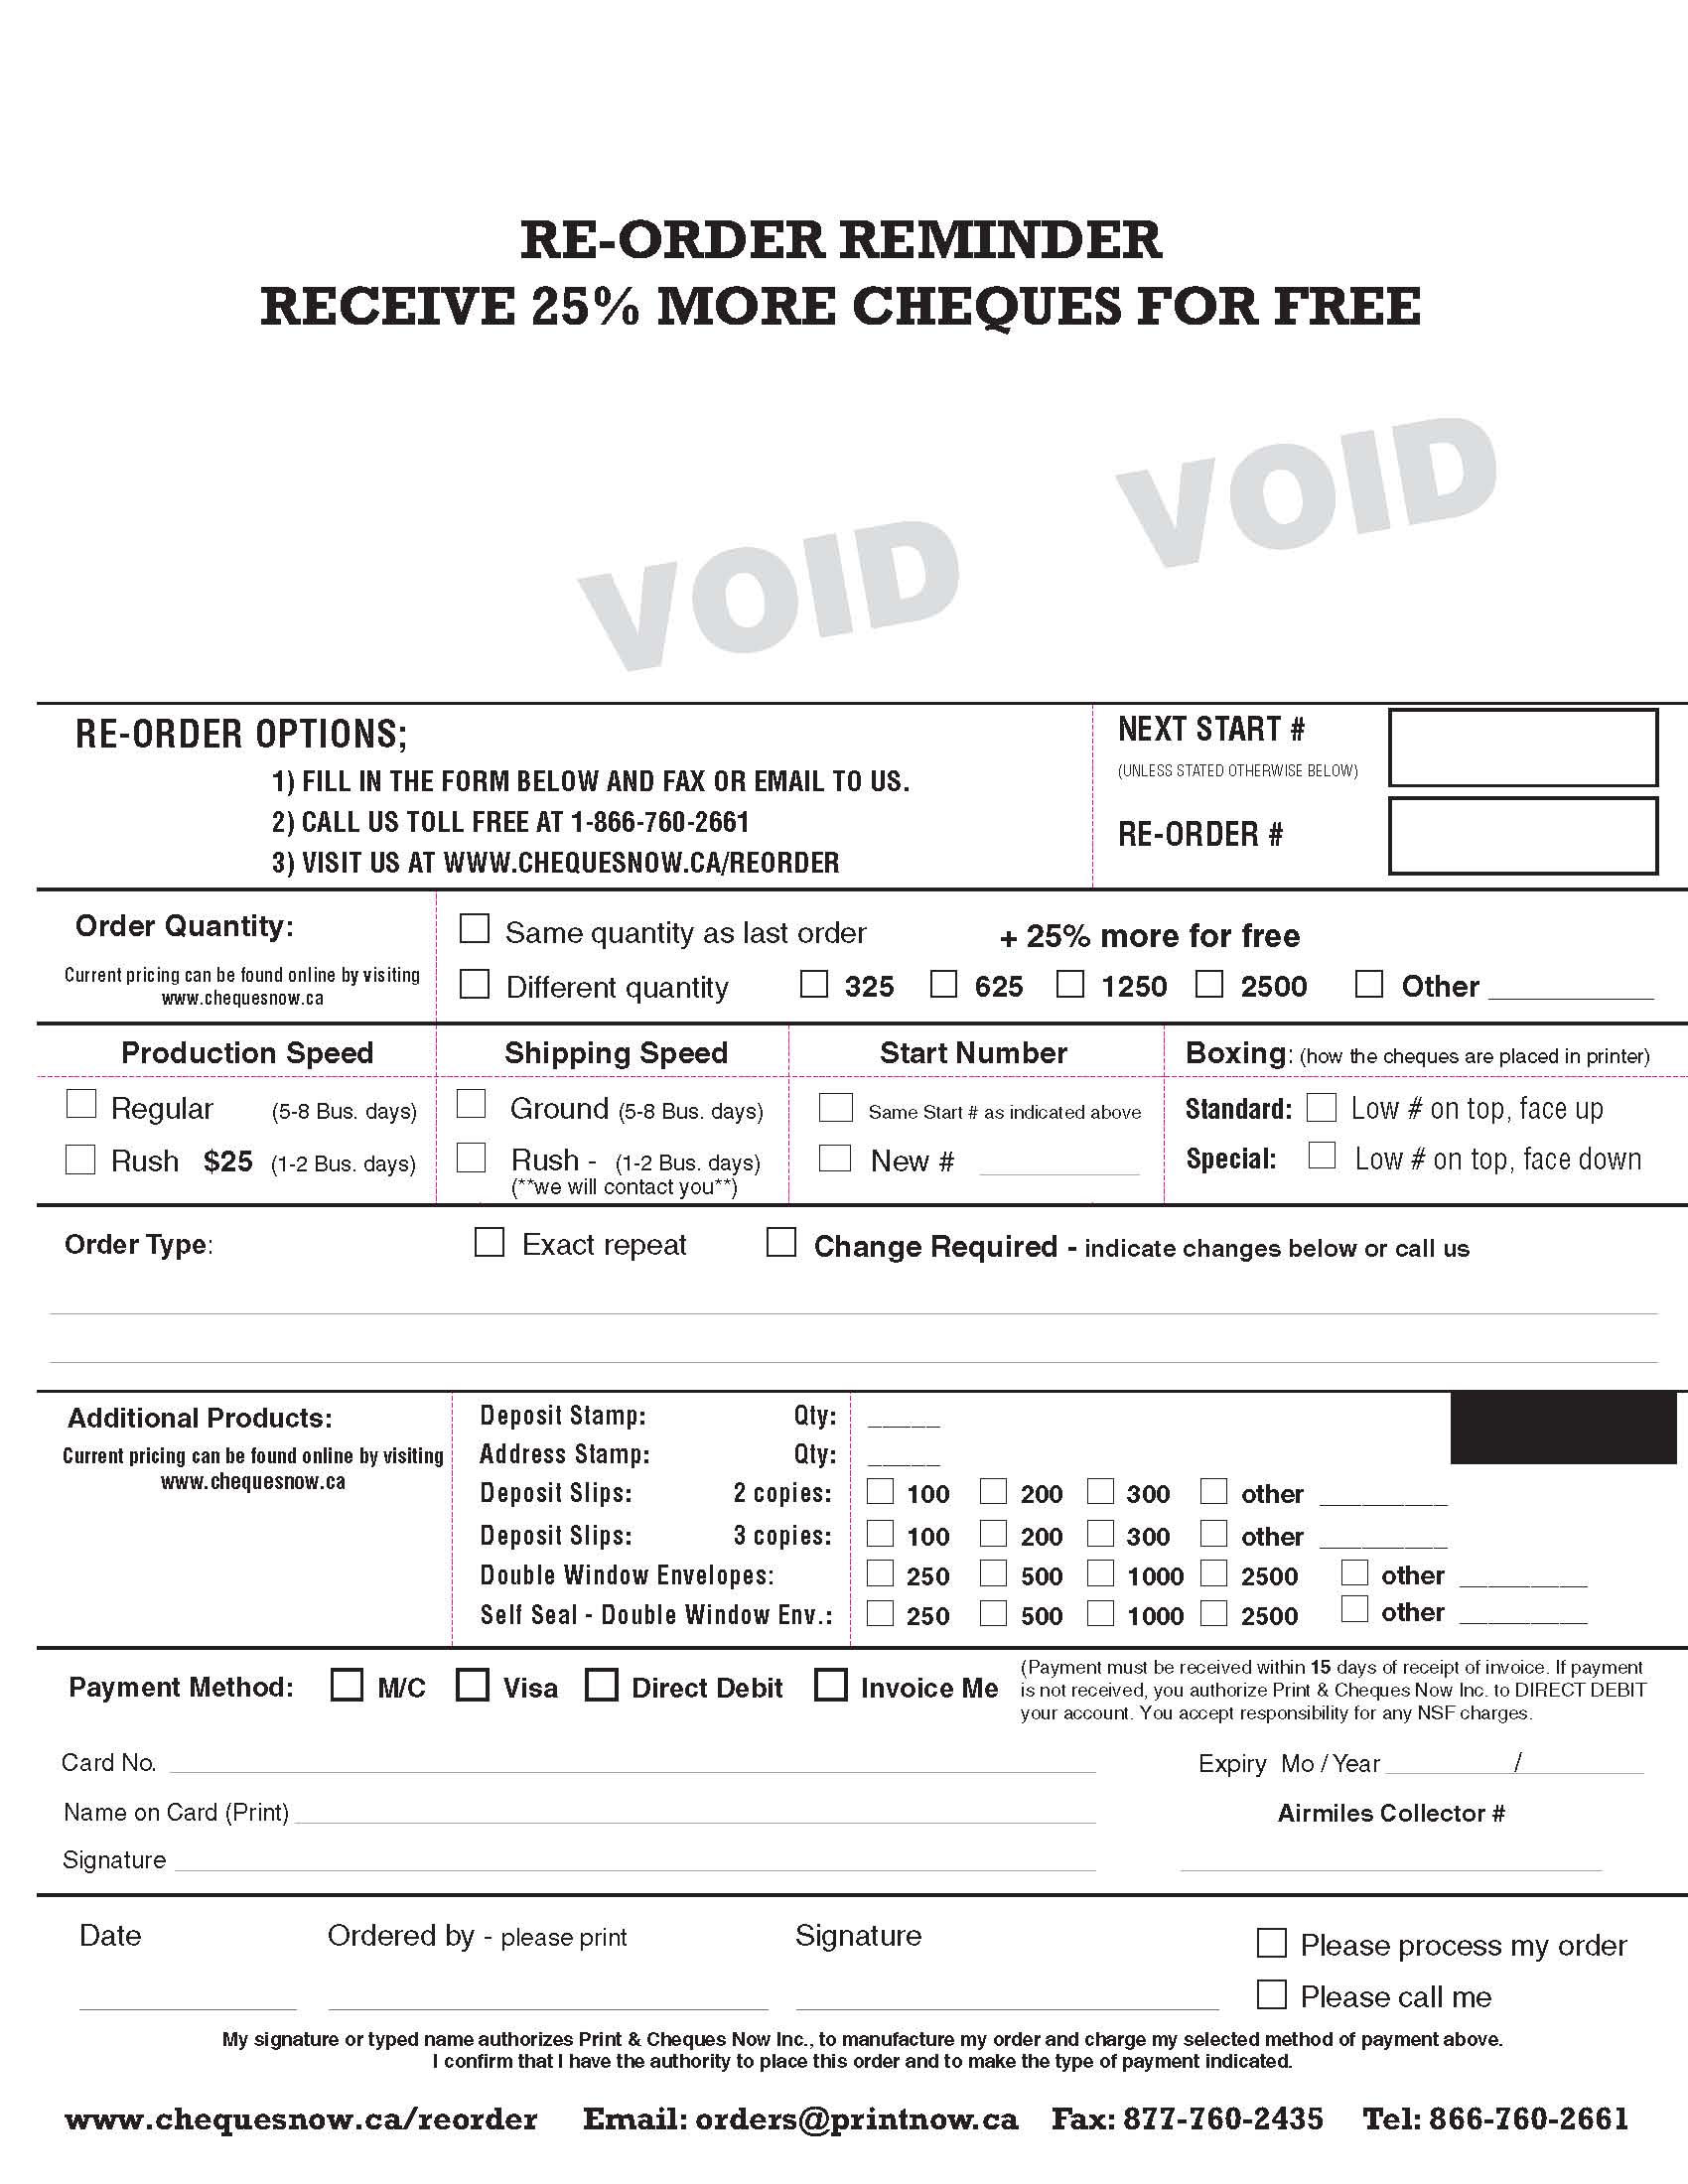 RE-ORDER REMINDER
RECEIVE 25% MORE CHEQUES FOR FREE
VOID
VOID
RE-ORDER OPTIONS;
1) FILL IN THE FORM BELOW AND FAX OR EMAIL TO US.
2) CALL US TOLL FREE AT 1-866-760-2661
3) VISIT US AT WWW.CHEQUESNOW.CA/REORDER
NEXT START #
(UNLESS STATED OTHERWISE BELOW)
RE-ORDER #
Order Quantity:
Current pricing can be found online by visiting
www.chequesnow.ca
Same quantity as last order + 25% more for free
Different quantity 325 625 1250 2500 Other ____________
Production Speed
Regular (5-8 Bus. days)
Rush $25 (1-2 Bus. days)
Shipping Speed
Ground (5-8 Bus. days)
Rush - (1-2 Bus. days)
(**we will contact you**)
Start Number
Same Start # as indicated above
New # ____________
Boxing: (how the cheques are placed in printer)
Standard: Low # on top, face up
Special: Low # on top, face down
Order Type: Exact repeat Change Required - indicate changes below or call us
Additional Products:
Current pricing can be found online by visiting
www.chequesnow.ca
Deposit Stamp: Qty: _____
Address Stamp: Qty: _____
Deposit Slips: 2 copies: 100 200 300 other _________
Deposit Slips: 3 copies: 100 200 300 other _________
Double Window Envelopes: 250 500 1000 2500 other _________
Self Seal - Double Window Env.: 250 500 1000 2500 other _________
Payment Method: M/C Visa Direct Debit Invoice Me
(Payment must be received within 15 days of receipt of invoice. If payment
is not received, you authorize Print & Cheques Now Inc. to DIRECT DEBIT
your account. You accept responsibility for any NSF charges.
Card No.
Expiry Mo / Year ________/________
Name on Card (Print)
Airmiles Collector #
Signature
Date Ordered by - please print Signature
Please process my order
Please call me
My signature or typed name authorizes Print & Cheques Now Inc., to manufacture my order and charge my selected method of payment above.
I confirm that I have the authority to place this order and to make the type of payment indicated.
www.chequesnow.ca/reorder Email: orders@printnow.ca Fax: 877-760-2435 Tel: 866-760-2661